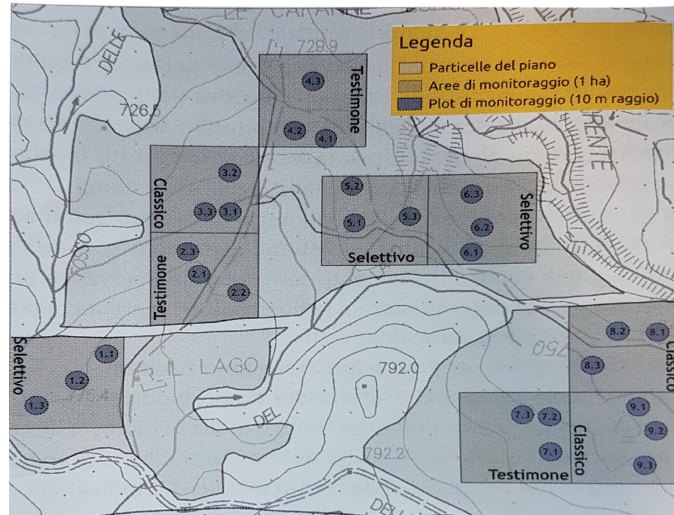 LE CAPANNE
729.9
DELLE
726.5
Legenda
Particelle del piano
Aree di monitoraggio (1 ha)
Plot di monitoraggio (10 m raggio)
Testimone
4.3
4.2
4.1
Classico
3.2
3.3
3.1
Testimone
2.3
2.1
2.2
FOSSO
5.2
5.1
5.3
Selettivo
6.3
6.2
6.1
Selettivo
Selettivo
1.1
1.2
1.3
IL LAGO
DEL
792.0
792.2
750
8.2
8.1
8.3
Classico
7.3
7.2
7.1
Testimone
9.1
9.2
9.3
Classico